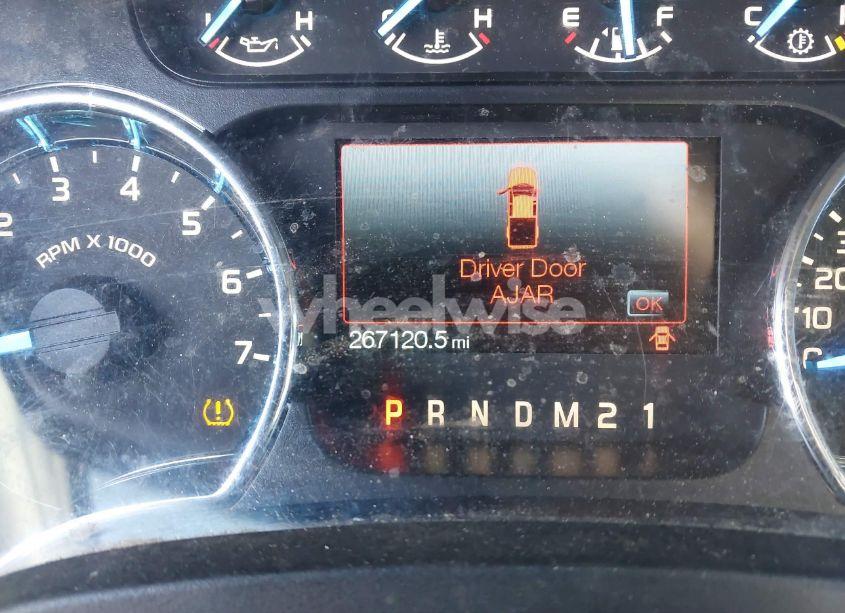 L H C H E F C
2 3 4 5 6 7
RPM X 1000
Driver Door
AJAR
OK
wheelwise
267120.5 mi
P R N D M 2 1
20
10
0